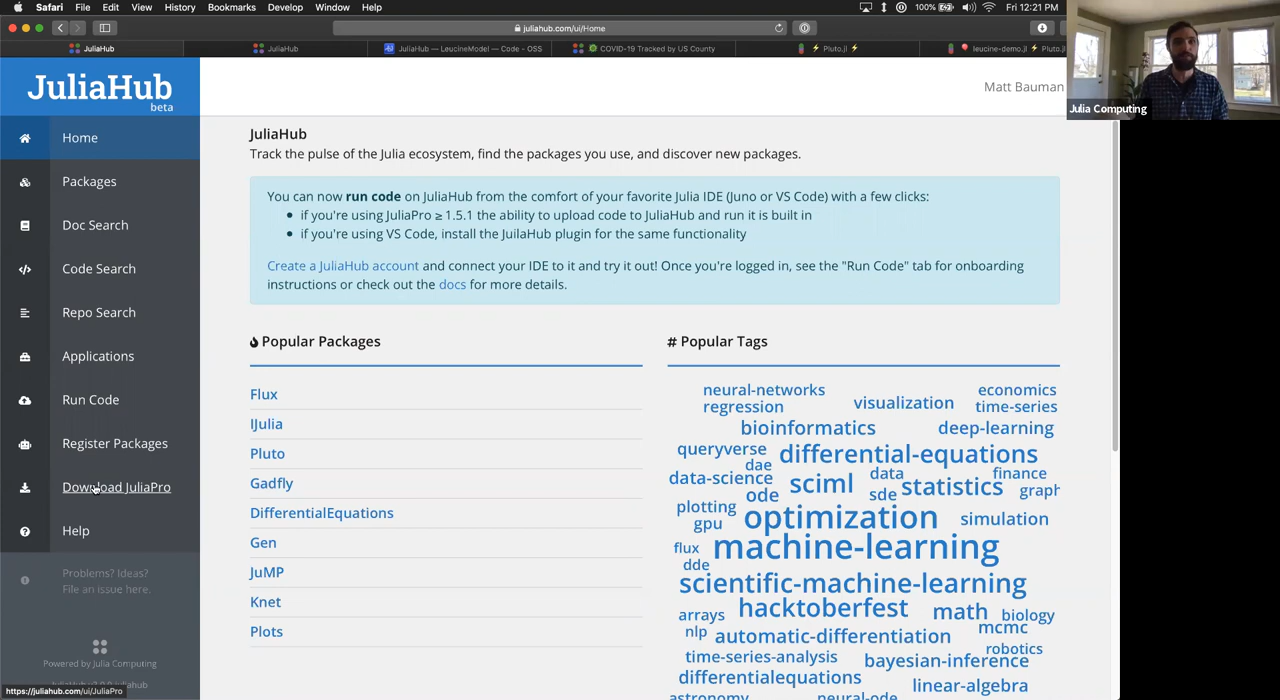 Safari File Edit View History Bookmarks Develop Window Help 100% Fri 12:21 PM
juliahub.com/ui/Home
JuliaHub JuliaHub JuliaHub — LeucineModel — Code - OSS COVID-19 Tracked by US County Pluto.jl leucine-demo.jl Pluto.jl
Julia Computing
JuliaHub
beta
Matt Bauman
Home
Packages
Doc Search
Code Search
Repo Search
Applications
Run Code
Register Packages
Download JuliaPro
Help
Problems? Ideas?
File an issue here.
Powered by Julia Computing
https://juliahub.com/ui/JuliaPro
JuliaHub
Track the pulse of the Julia ecosystem, find the packages you use, and discover new packages.
You can now run code on JuliaHub from the comfort of your favorite Julia IDE (Juno or VS Code) with a few clicks:
if you're using JuliaPro ≥ 1.5.1 the ability to upload code to JuliaHub and run it is built in
if you're using VS Code, install the JuilaHub plugin for the same functionality
Create a JuliaHub account and connect your IDE to it and try it out! Once you're logged in, see the "Run Code" tab for onboarding
instructions or check out the docs for more details.
Popular Packages
Flux
IJulia
Pluto
Gadfly
DifferentialEquations
Gen
JuMP
Knet
Plots
# Popular Tags
neural-networks economics
regression visualization time-series
bioinformatics deep-learning
queryverse differential-equations
dae
data-science sciml data finance
ode sde statistics graph
plotting optimization simulation
gpu
flux machine-learning
dde
scientific-machine-learning
arrays hacktoberfest math biology
nlp automatic-differentiation mcmc
robotics
time-series-analysis bayesian-inference
differentialequations linear-algebra
astronomy neural-ode